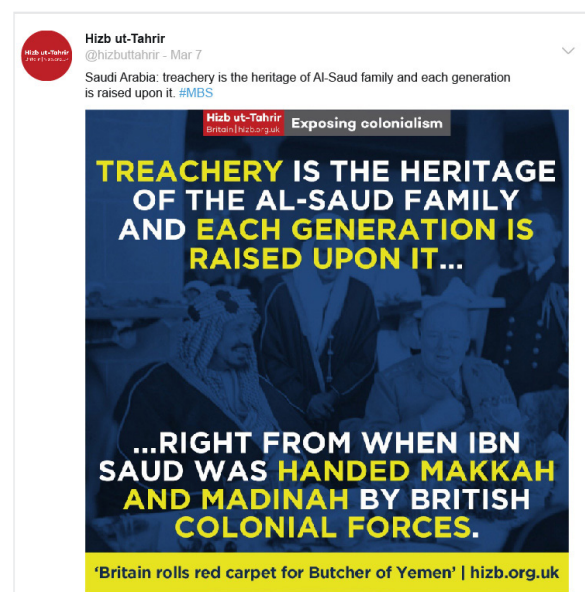 Hizb ut-Tahrir
@hizbuttahrir - Mar 7
Hizb ut-Tahrir
Saudi Arabia: treachery is the heritage of Al-Saud family and each generation
is raised upon it. #MBS
Hizb ut-Tahrir
Britain | hizb.org.uk
Exposing colonialism
TREACHERY IS THE HERITAGE
OF THE AL-SAUD FAMILY
AND EACH GENERATION IS
RAISED UPON IT...
...RIGHT FROM WHEN IBN
SAUD WAS HANDED MAKKAH
AND MADINAH BY BRITISH
COLONIAL FORCES.
‘Britain rolls red carpet for Butcher of Yemen’ | hizb.org.uk